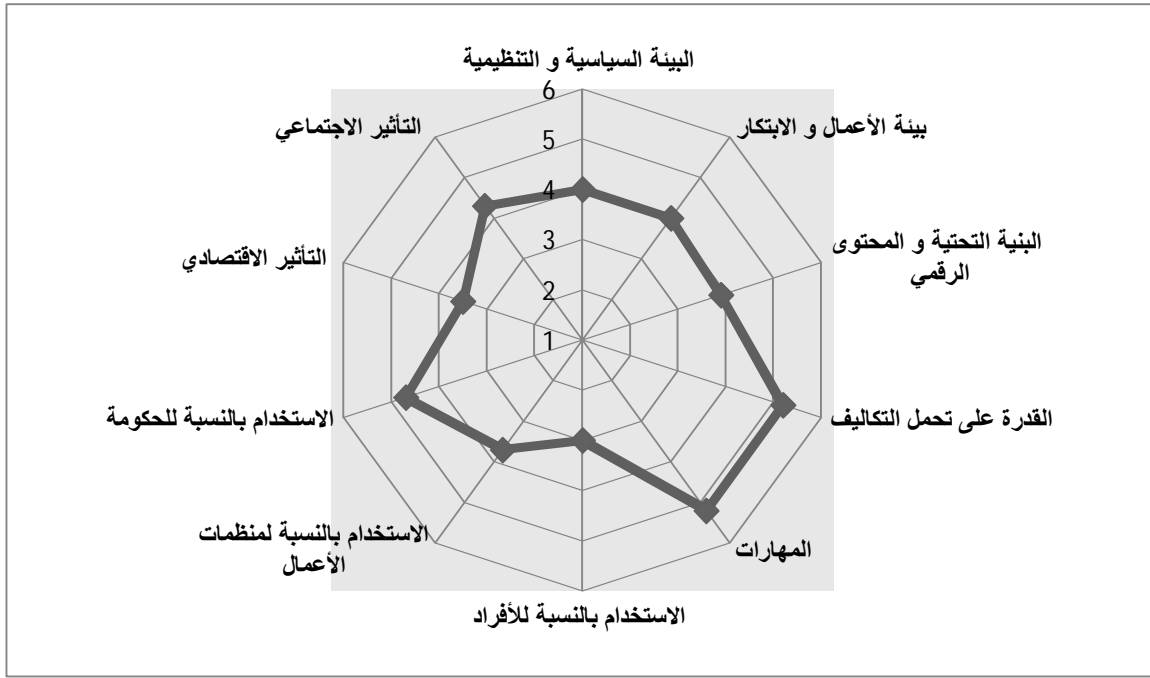 البيئة السياسية و التنظيمية
6
التأثير الاجتماعي
بيئة الأعمال و الابتكار
5
4
البنية التحتية و المحتوى
الرقمي
التأثير الاقتصادي
3
2
1
القدرة على تحمل التكاليف
الاستخدام بالنسبة للحكومة
الاستخدام بالنسبة لمنظمات
الأعمال
المهارات
الاستخدام بالنسبة للأفراد